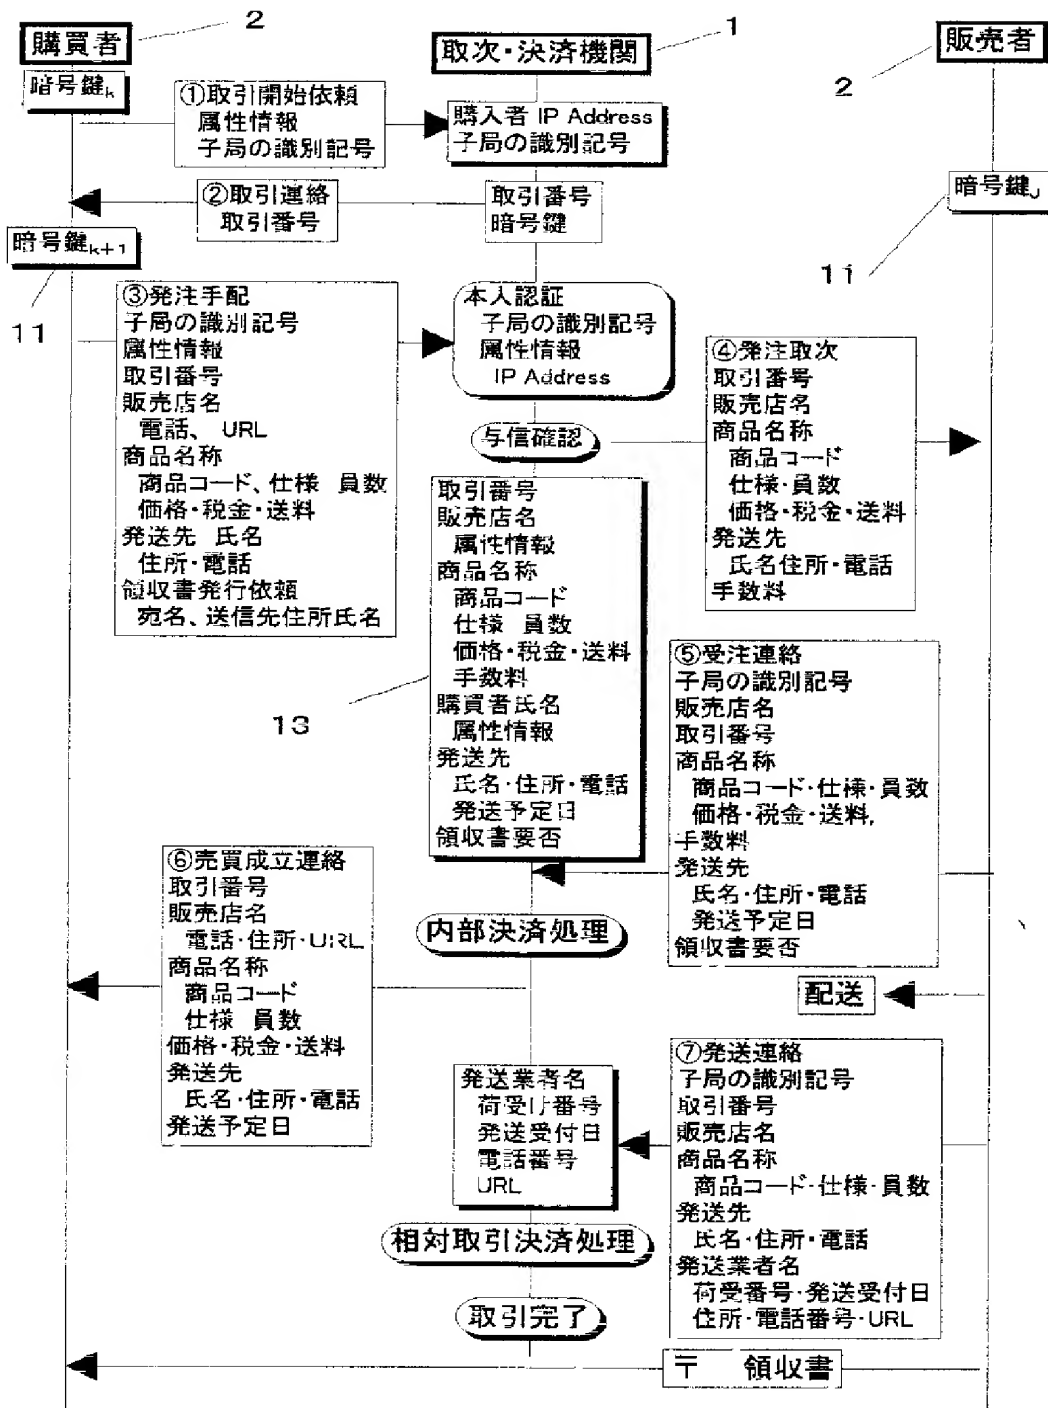 2
1
購買者
取次・決済機関
販売者
2
暗号鍵k
①取引開始依頼
属性情報
子局の識別記号
購入者 IP Address
子局の識別記号
②取引連絡
取引番号
取引番号
暗号鍵
暗号鍵J
暗号鍵k+1
11
11
③発注手配
子局の識別記号
属性情報
取引番号
販売店名
電話、 URL
商品名称
商品コード、仕様 員数
価格・税金・送料
発送先 氏名
住所・電話
領収書発行依頼
宛名、送信先住所氏名
本人認証
子局の識別記号
属性情報
IP Address
与信確認
④発注取次
取引番号
販売店名
商品名称
商品コード
仕様・員数
価格・税金・送料
発送先
氏名住所・電話
手数料
取引番号
販売店名
属性情報
商品名称
商品コード
仕様 員数
価格・税金・送料
手数料
購買者氏名
属性情報
発送先
氏名・住所・電話
発送予定日
領収書要否
13
⑤受注連絡
子局の識別記号
販売店名
取引番号
商品名称
商品コード・仕様・員数
価格・税金・送料,
手数料
発送先
氏名・住所・電話
発送予定日
領収書要否
内部決済処理
⑥売買成立連絡
取引番号
販売店名
電話・住所・URL
商品名称
商品コード
仕様 員数
価格・税金・送料
発送先
氏名・住所・電話
発送予定日
配送
⑦発送連絡
子局の識別記号
取引番号
販売店名
商品名称
商品コード・仕様・員数
発送先
氏名・住所・電話
発送業者名
荷受番号・発送受付日
住所・電話番号・URL
発送業者名
荷受け番号
発送受付日
電話番号
URL
相対取引決済処理
取引完了
〒 領収書